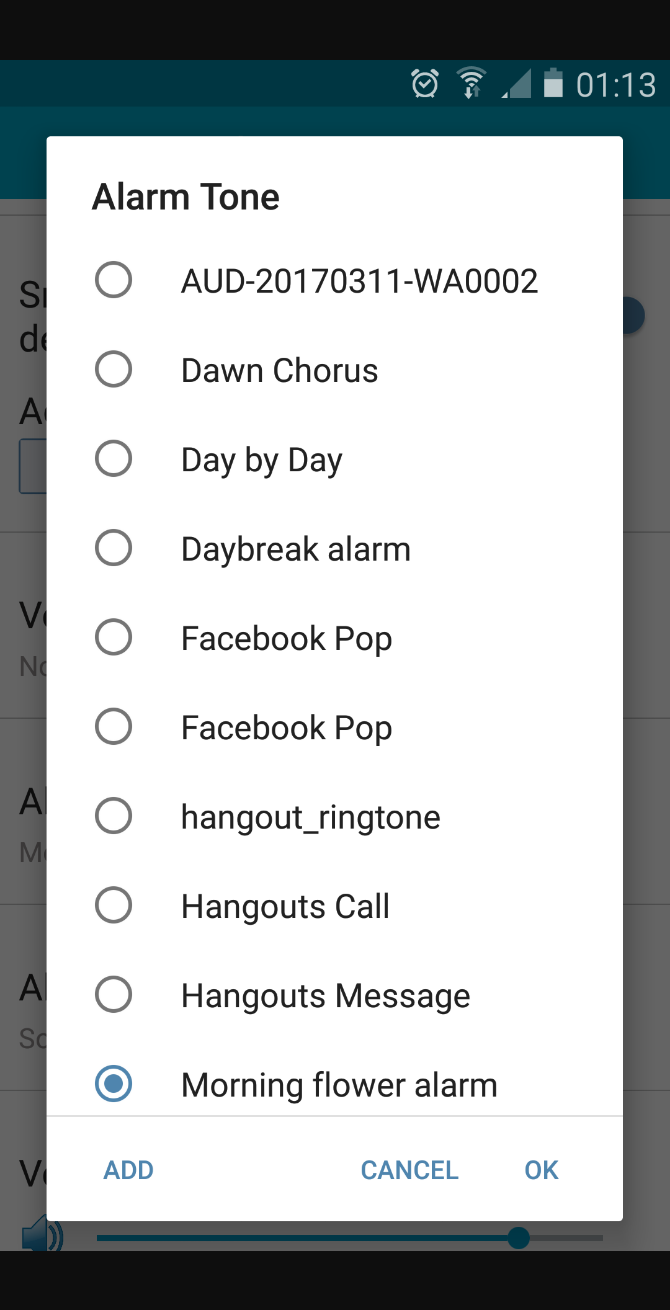 01:13
Alarm Tone
AUD-20170311-WA0002
Dawn Chorus
Day by Day
Daybreak alarm
Facebook Pop
Facebook Pop
hangout_ringtone
Hangouts Call
Hangouts Message
Morning flower alarm
ADD CANCEL OK